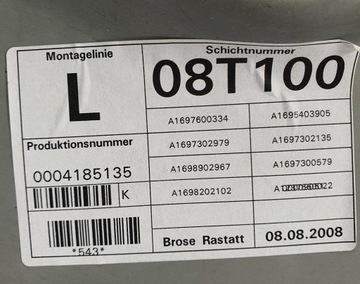 Montagelinie
Schichtnummer
L
08T100
Produktionsnummer
0004185135
K
*543*
A1697600334
A1695403905
A1697302979
A1697302135
A1698902967
A1697300579
A1698202102
Brose Rastatt
08.08.2008